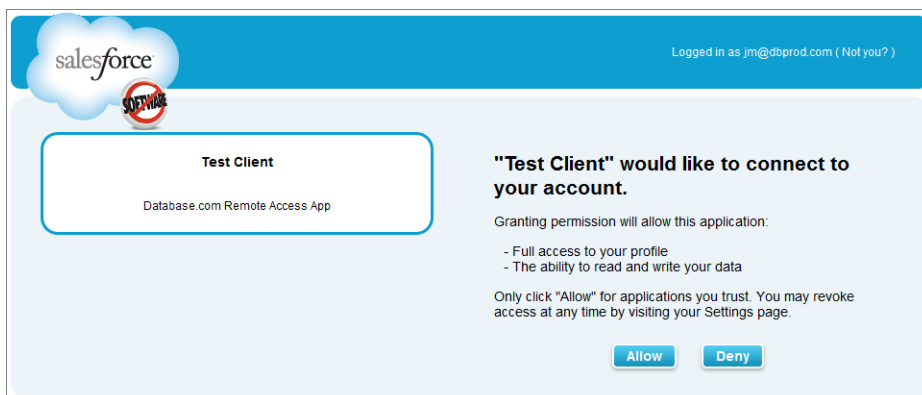 salesforce
SOFTWARE
Logged in as jm@dbprod.com ( Not you? )
Test Client
Database.com Remote Access App
"Test Client" would like to connect to
your account.
Granting permission will allow this application:
- Full access to your profile
- The ability to read and write your data
Only click "Allow" for applications you trust. You may revoke
access at any time by visiting your Settings page.
Allow
Deny